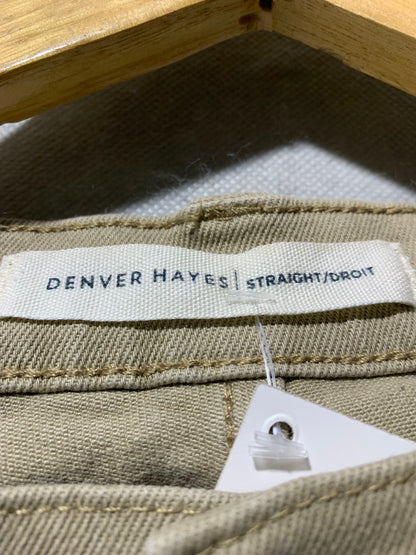 DENVER HAYES | STRAIGHT/DROIT